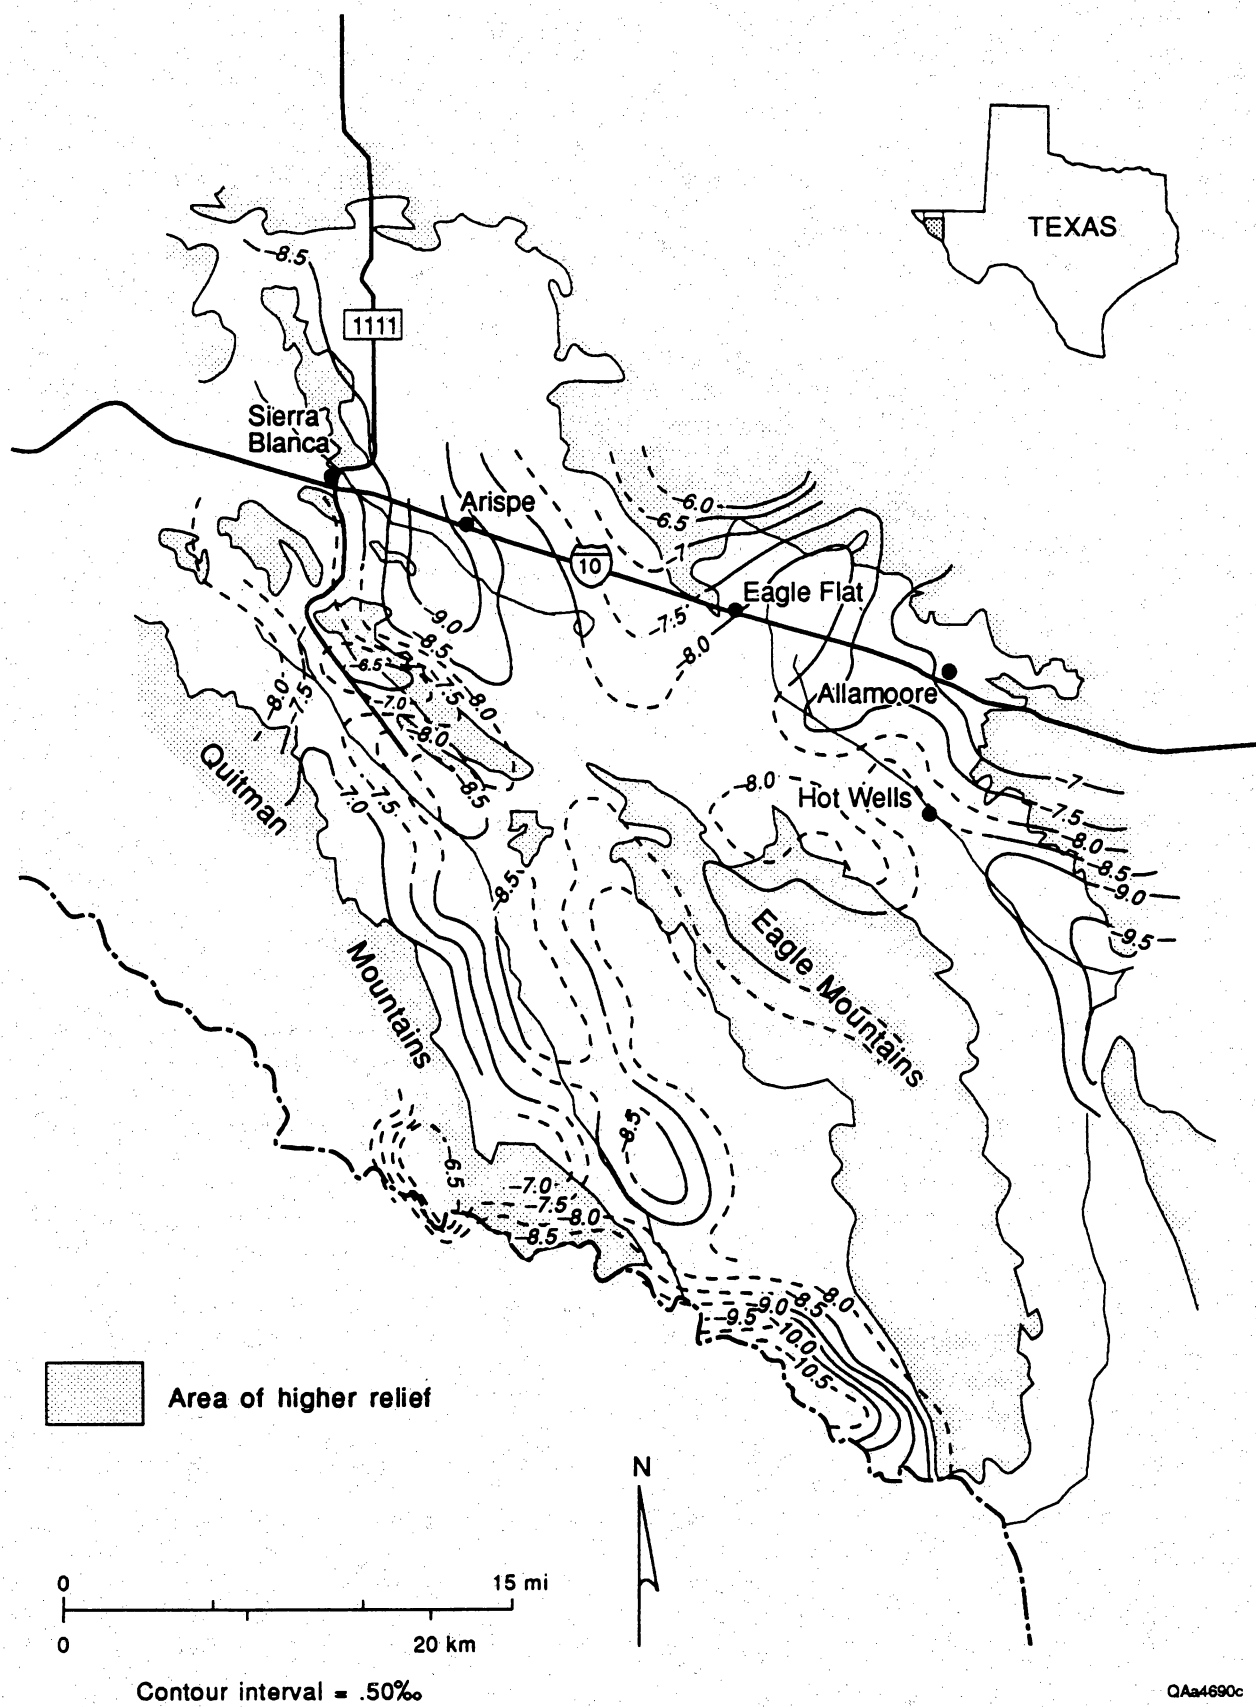 TEXAS
-8.5
1111
Sierra
Blanca
Arispe
-6.0
-6.5
-7
10
Eagle Flat
-9.0
-7.5
-8.5
-8.0
-6.5
Allamoore
-8.0
-7.5
-7.5
-8.0
-7.0
-8.0
Quitman
-7.0
-7.5
-8.5
-8.0
Hot Wells
-7
-7.5
-8.0
-8.5
-9.0
-8.5
-9.5
Eagle Mountains
Mountains
-8.5
-6.5
-7.0
-7.5
-8.0
-8.5
-8.0
-8.5
-9.0
-9.5
-10.0
-10.5
Area of higher relief
N
0
15 mi
0
20 km
Contour interval = .50‰
QAa4690c